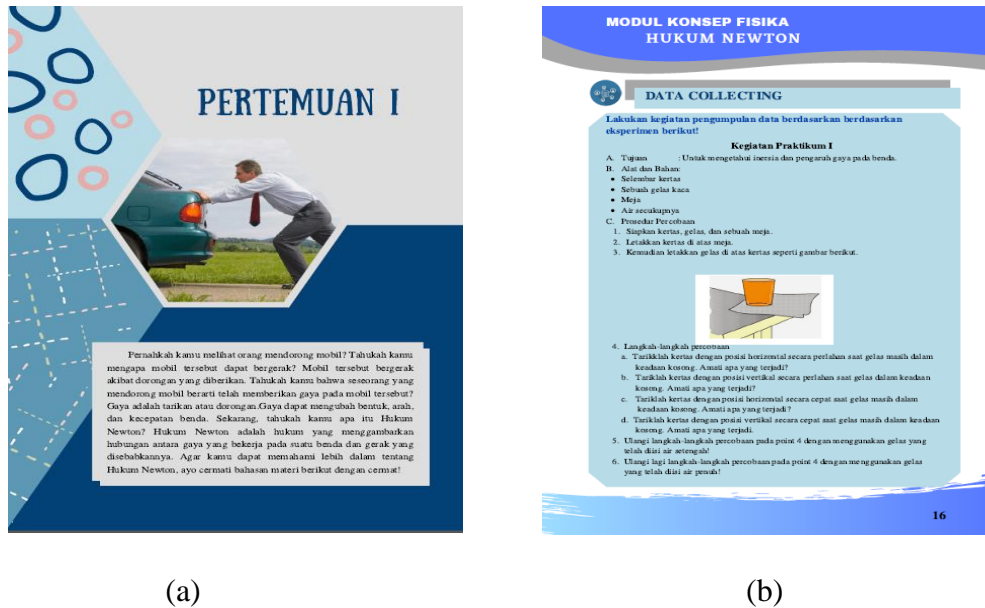 PERTEMUAN I
Pernahkah kamu melihat orang mendorong mobil? Tahukah kamu
mengapa mobil tersebut dapat bergerak? Mobil tersebut bergerak
akibat dorongan yang diberikan. Tahukah kamu bahwa seseorang yang
mendorong mobil berarti telah memberikan gaya pada mobil tersebut?
Gaya adalah tarikan atau dorongan.Gaya dapat mengubah bentuk, arah,
dan kecepatan benda. Sekarang, tahukah kamu apa itu Hukum
Newton? Hukum Newton adalah hukum yang menggambarkan
hubungan antara gaya yang bekerja pada suatu benda dan gerak yang
disebabkannya. Agar kamu dapat memahami lebih dalam tentang
Hukum Newton, ayo cermati bahasan materi berikut dengan cermat!
(a)
MODUL KONSEP FISIKA
HUKUM NEWTON
DATA COLLECTING
Lakukan kegiatan pengumpulan data berdasarkan berdasarkan
eksperimen berikut!
Kegiatan Praktikum I
A. Tujuan : Untuk mengetahui inersia dan pengaruh gaya pada benda.
B. Alat dan Bahan:
• Selembar kertas
• Sebuah gelas kaca
• Meja
• Air secukupnya
C. Prosedur Percobaan
1. Siapkan kertas, gelas, dan sebuah meja.
2. Letakkan kertas di atas meja.
3. Kemudian letakkan gelas di atas kertas seperti gambar berikut.
4. Langkah-langkah percobaan
a. Tarikklah kertas dengan posisi horizontal secara perlahan saat gelas masih dalam
keadaan kosong. Amati apa yang terjadi?
b. Tariklah kertas dengan posisi vertikal secara perlahan saat gelas dalam keadaan
kosong. Amati apa yang terjadi?
c. Tariklah kertas dengan posisi horizontal secara cepat saat gelas masih dalam
keadaan kosong. Amati apa yang terjadi?
d. Tariklah kertas dengan posisi vertikal secara cepat saat gelas masih dalam keadaan
kosong. Amati apa yang terjadi.
5. Ulangi langkah-langkah percobaan pada point 4 dengan menggunakan gelas yang
telah diisi air setengah!
6. Ulangi lagi langkah-langkah percobaan pada point 4 dengan menggunakan gelas
yang telah diisi air penuh!
16
(b)